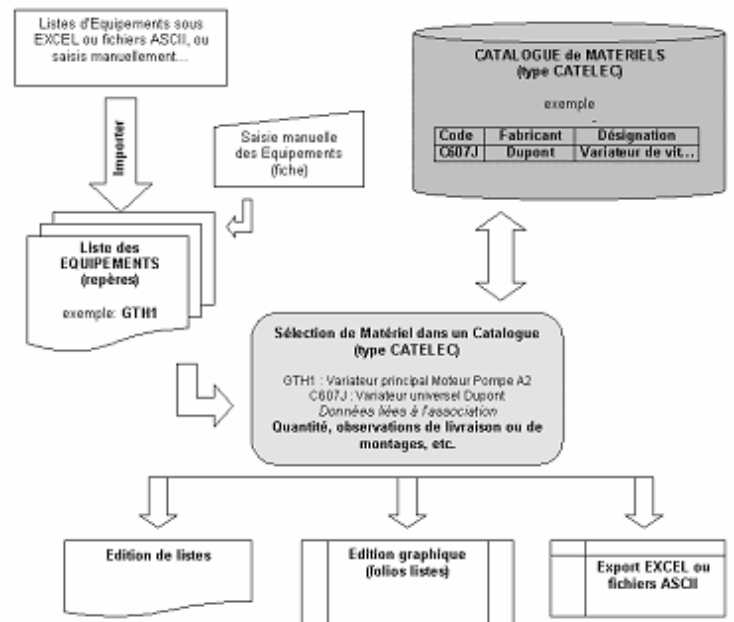 Listes d'Equipements sous
EXCEL ou fichiers ASCII, ou
saisis manuellement...
Importer
Saisie manuelle
des Equipements
(fiche)
CATALOGUE de MATERIELS
(type CATELEC)
exemple
-
Code Fabricant Désignation
C607J Dupont Variateur de vit...
Liste des
EQUIPEMENTS
(repères)
exemple: GTH1
Sélection de Matériel dans un Catalogue
(type CATELEC)
GTH1 : Variateur principal Moteur Pompe A2
C607J : Variateur universel Dupont
Données liées à l'association
Quantité, observations de livraison ou de
montages, etc.
Edition de listes
Edition graphique
(folios listes)
Export EXCEL ou
fichiers ASCII